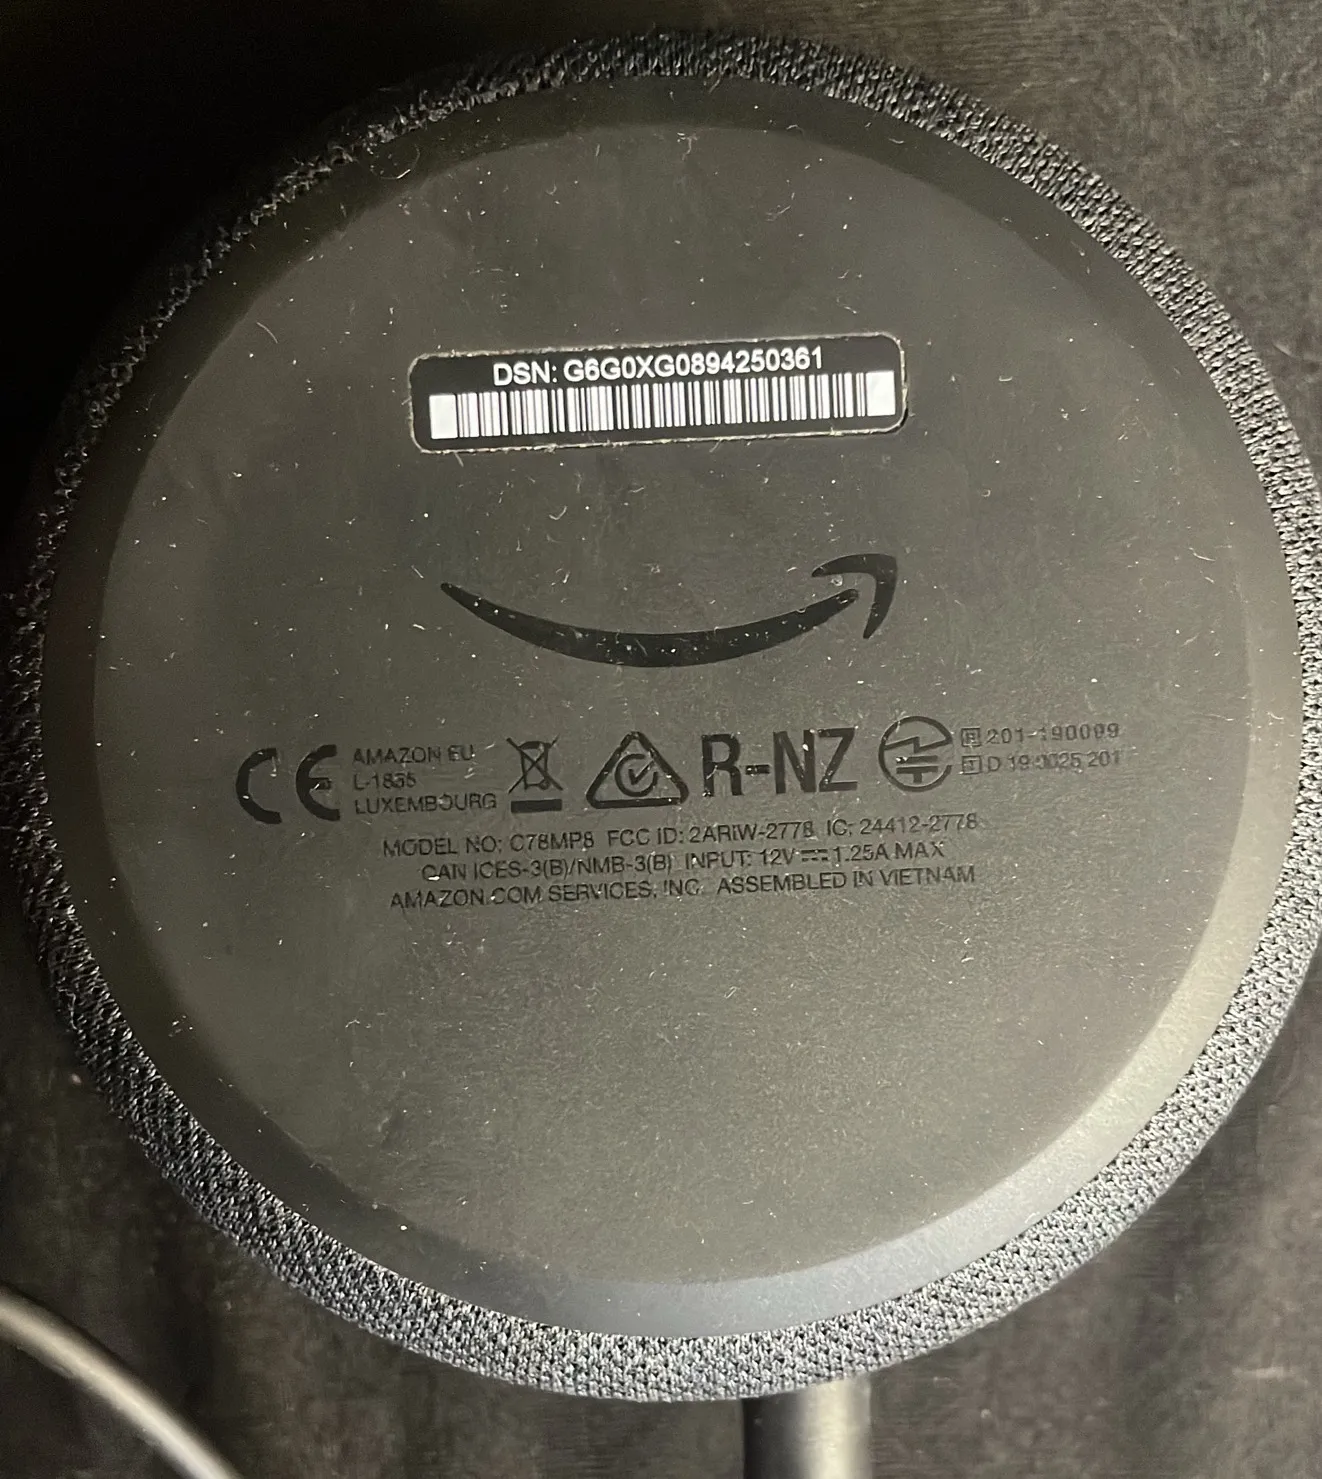 DSN: G6G0XG0894250361
CE AMAZON EU
L-1855
LUXEMBOURG
R-NZ
R 201-190099
T D 19 0025 201
MODEL NO: C78MP8 FCC ID: 2ARIW-2778 IC: 24412-2778
CAN ICES-3(B)/NMB-3(B) INPUT: 12V⎓1.25A MAX
AMAZON.COM SERVICES, INC. ASSEMBLED IN VIETNAM